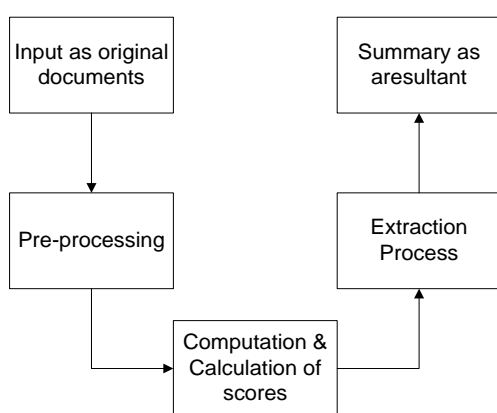 Input as original
documents
Pre-processing
Computation &
Calculation of
scores
Extraction
Process
Summary as
aresultant